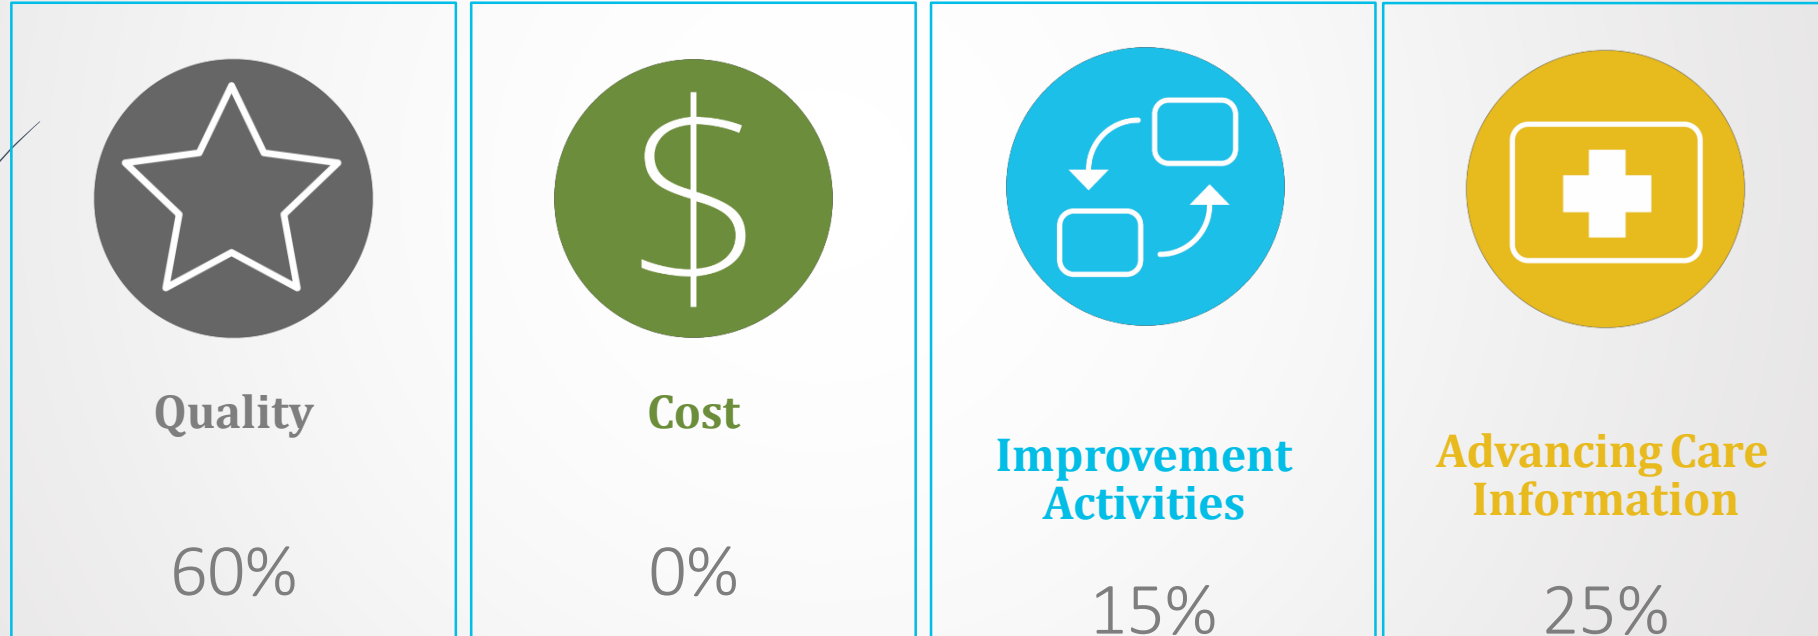 Quality
60%
Cost
0%
Improvement
Activities
15%
Advancing Care
Information
25%